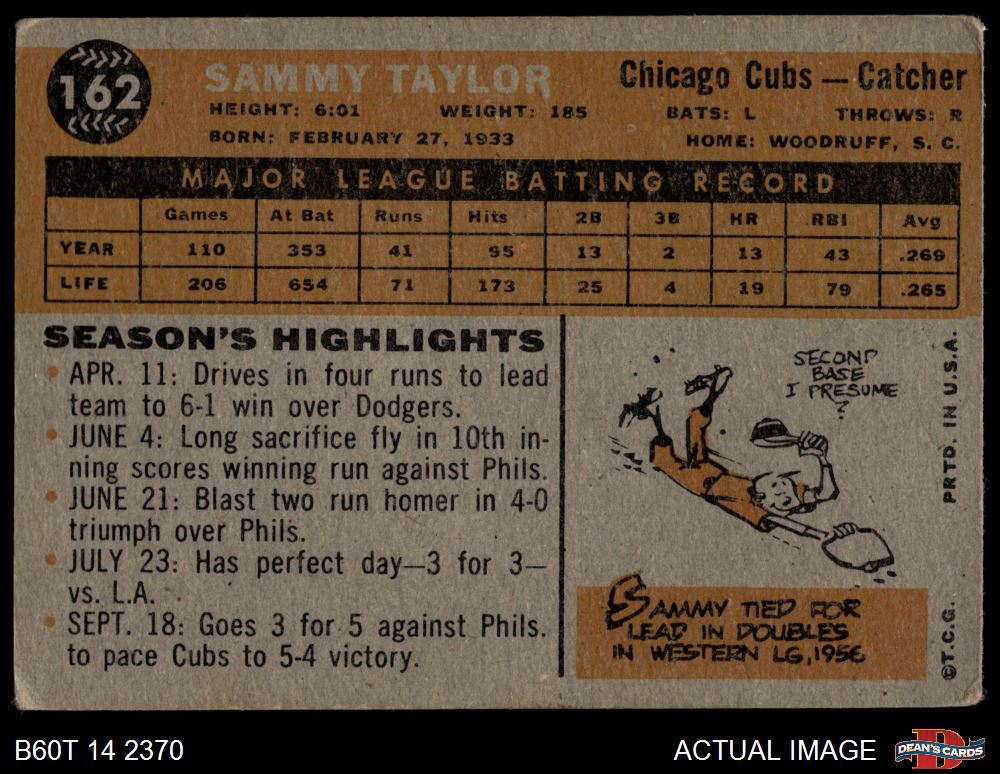 162
SAMMY TAYLOR
Chicago Cubs — Catcher
HEIGHT: 6:01 WEIGHT: 185 BATS: L THROWS: R
BORN: FEBRUARY 27, 1933 HOME: WOODRUFF, S. C.
MAJOR LEAGUE BATTING RECORD
Games At Bat Runs Hits 2B 3B HR RBI Avg
YEAR 110 353 41 95 13 2 13 43 .269
LIFE 206 654 71 173 25 4 19 79 .265
SEASON'S HIGHLIGHTS
• APR. 11: Drives in four runs to lead
team to 6-1 win over Dodgers.
• JUNE 4: Long sacrifice fly in 10th in-
ning scores winning run against Phils.
• JUNE 21: Blast two run homer in 4-0
triumph over Phils.
• JULY 23: Has perfect day—3 for 3—
vs. L.A.
• SEPT. 18: Goes 3 for 5 against Phils.
to pace Cubs to 5-4 victory.
SECOND
BASE
I PRESUME
?
SAMMY TIED FOR
LEAD IN DOUBLES
IN WESTERN LG, 1956
©T.C.G. PRTD. IN U.S.A.
B60T 14 2370
ACTUAL IMAGE
D
DEAN'S CARDS